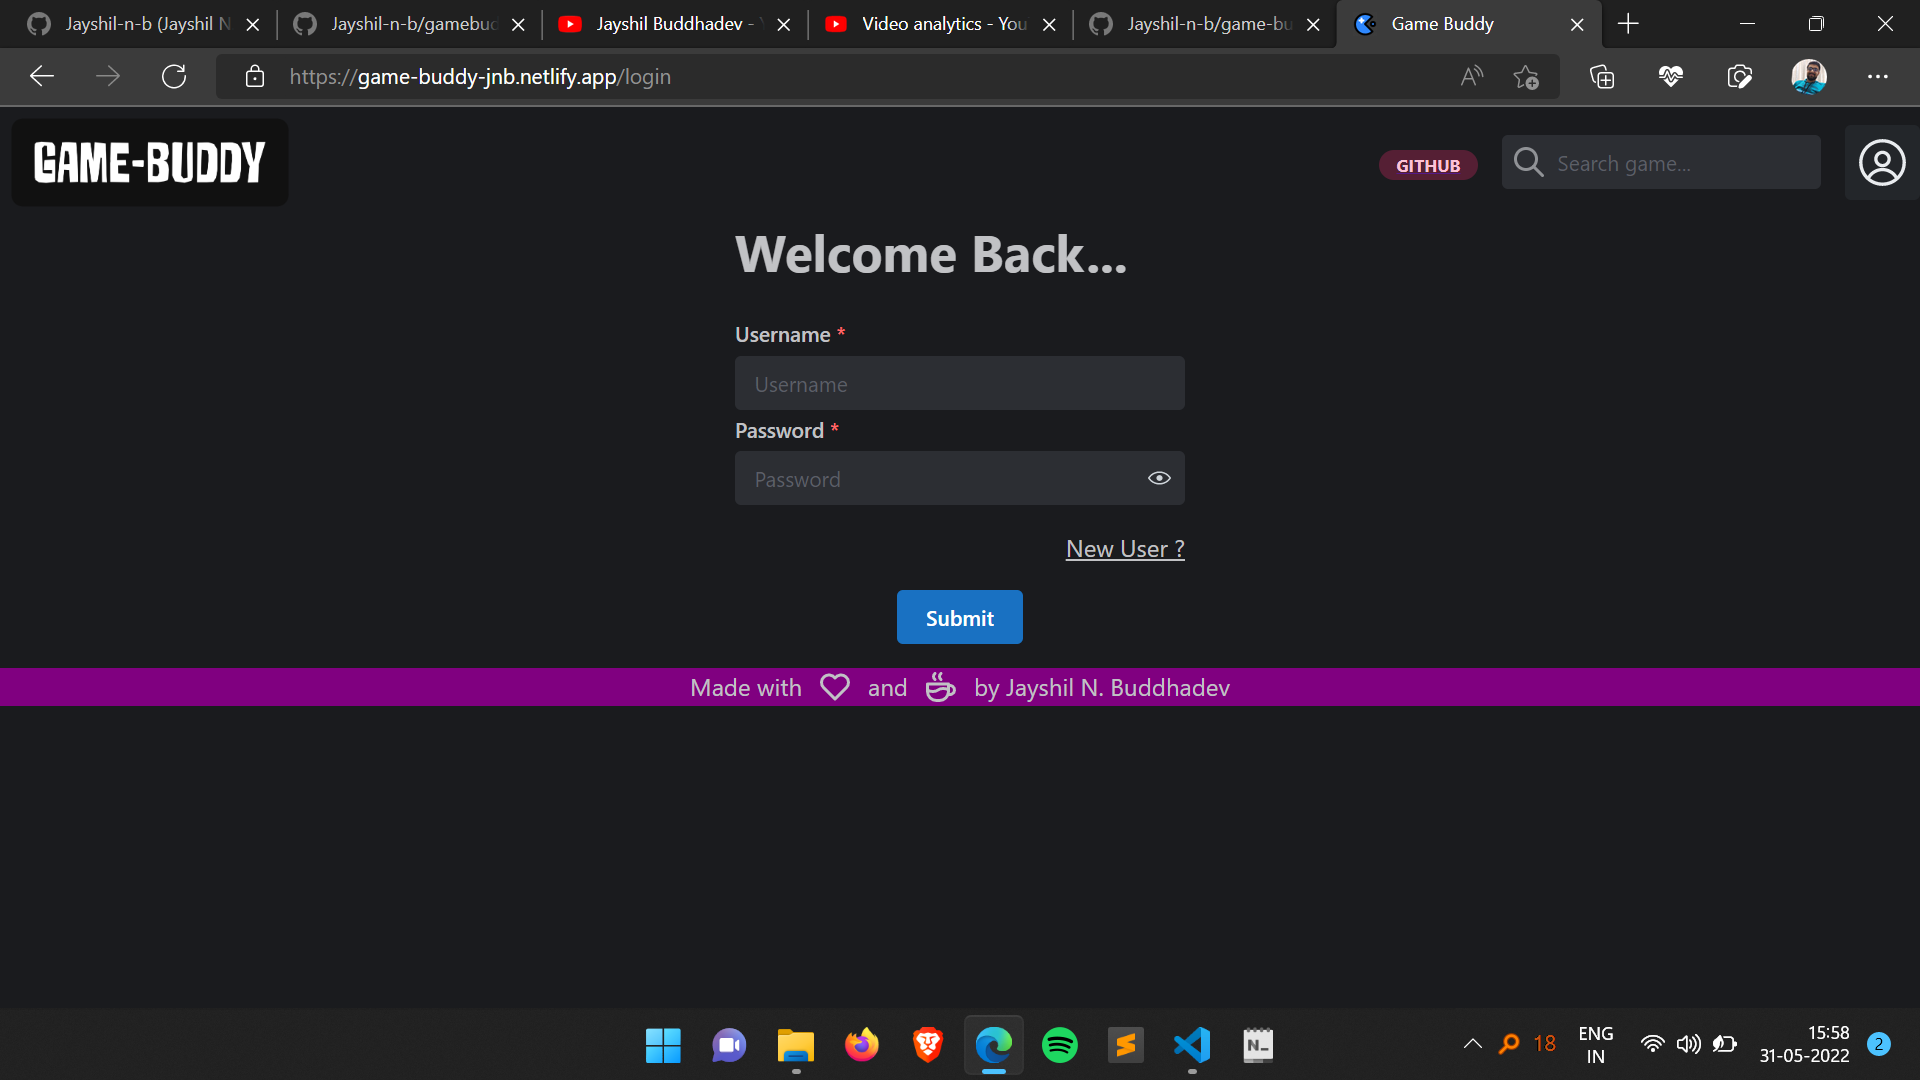 Jayshil-n-b (Jayshil N
Jayshil-n-b/gamebud
Jayshil Buddhadev - Y
Video analytics - You
Jayshil-n-b/game-bu
Game Buddy
https://game-buddy-jnb.netlify.app/login
GAME-BUDDY
GITHUB
Search game...
Welcome Back...
Username *
Username
Password *
Password
New User ?
Submit
Made with and by Jayshil N. Buddhadev
18
ENG
IN
15:58
31-05-2022
2